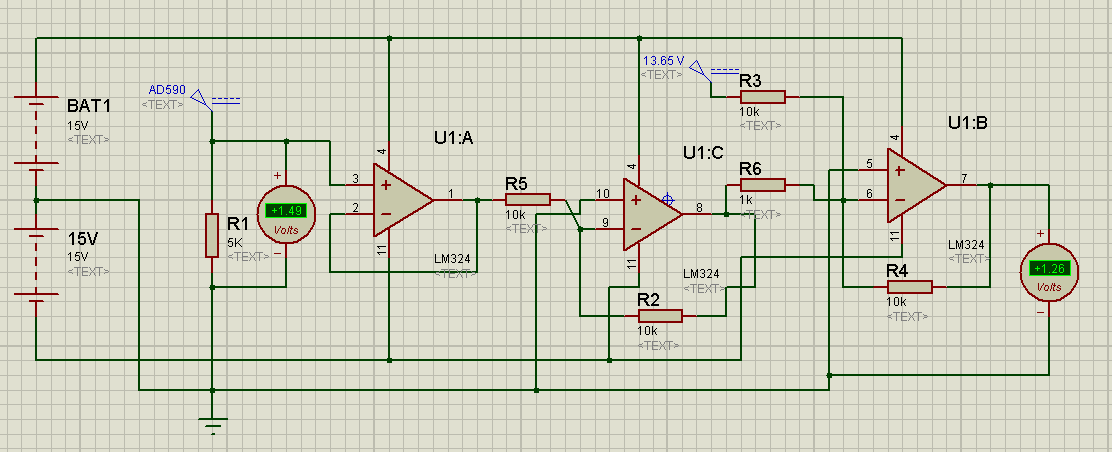 BAT1
15V
<TEXT>
15V
15V
<TEXT>
AD590
<TEXT>
R1
5K
<TEXT>
+
+1.49
Volts
−
U1:A
3
2
1
4
11
+
−
LM324
<TEXT>
R5
10k
<TEXT>
U1:C
10
9
8
4
11
+
−
LM324
<TEXT>
R2
10k
<TEXT>
13.65 V
<TEXT>
R3
10k
<TEXT>
R6
1k
<TEXT>
U1:B
5
6
7
4
11
+
−
LM324
<TEXT>
R4
10k
<TEXT>
+
+1.26
Volts
−